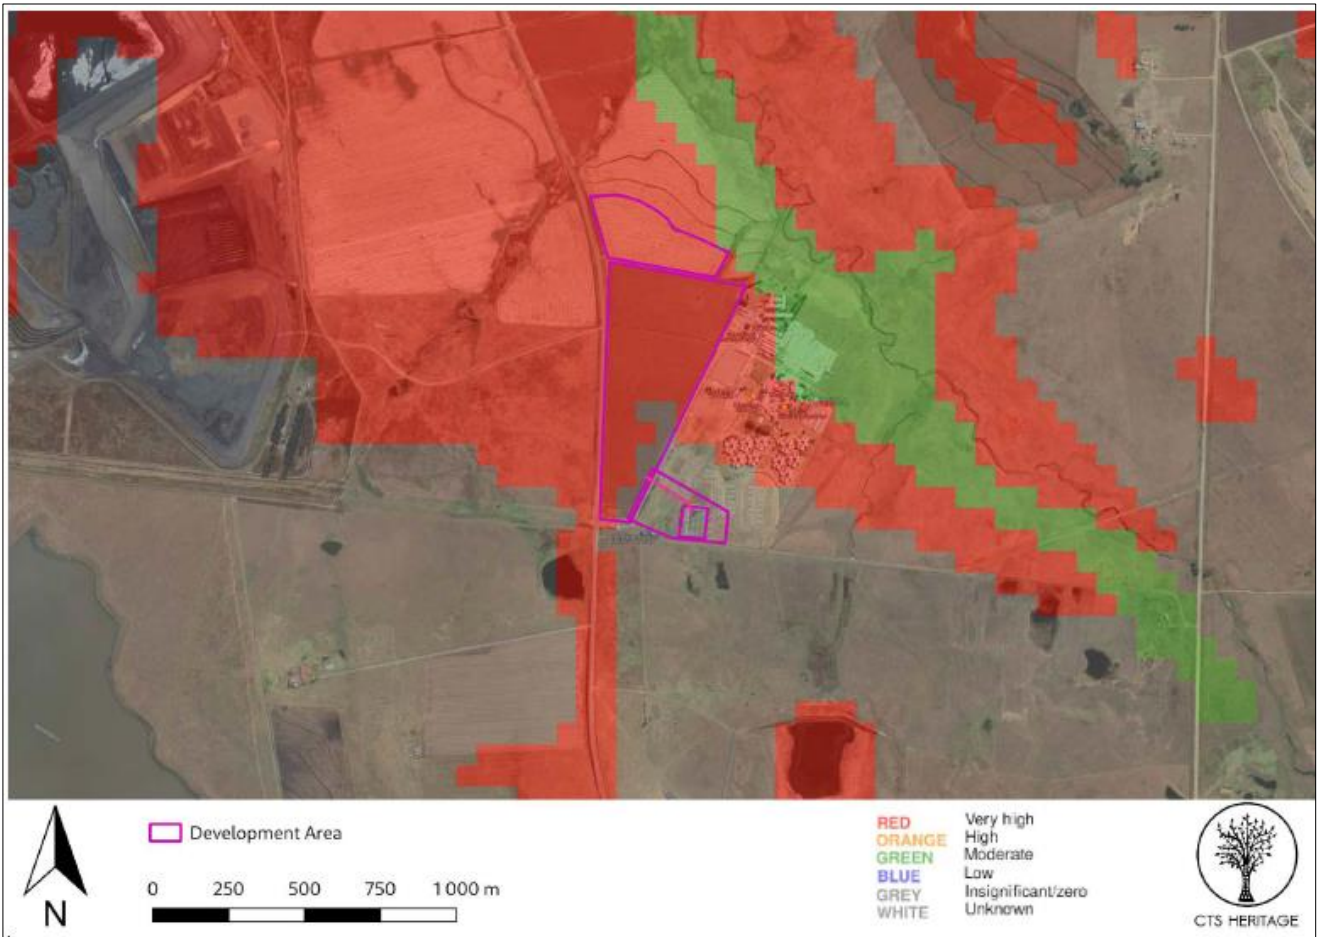 Development Area
0 250 500 750 1 000 m
N
RED Very high
ORANGE High
GREEN Moderate
BLUE Low
GREY Insignificant/zero
WHITE Unknown
CTS HERITAGE